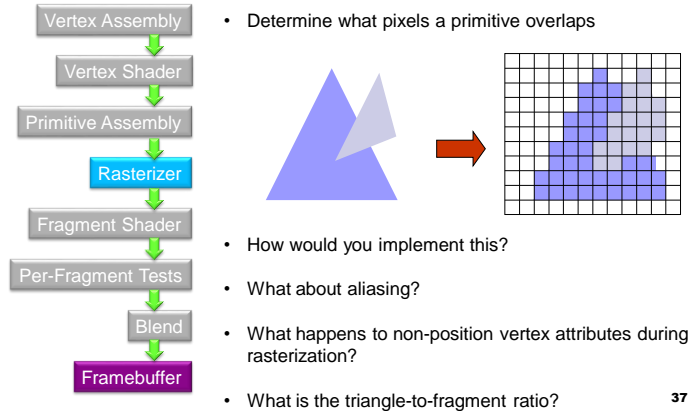 Vertex Assembly
Vertex Shader
Primitive Assembly
Rasterizer
Fragment Shader
Per-Fragment Tests
Blend
Framebuffer
• Determine what pixels a primitive overlaps
• How would you implement this?
• What about aliasing?
• What happens to non-position vertex attributes during
rasterization?
• What is the triangle-to-fragment ratio?
37